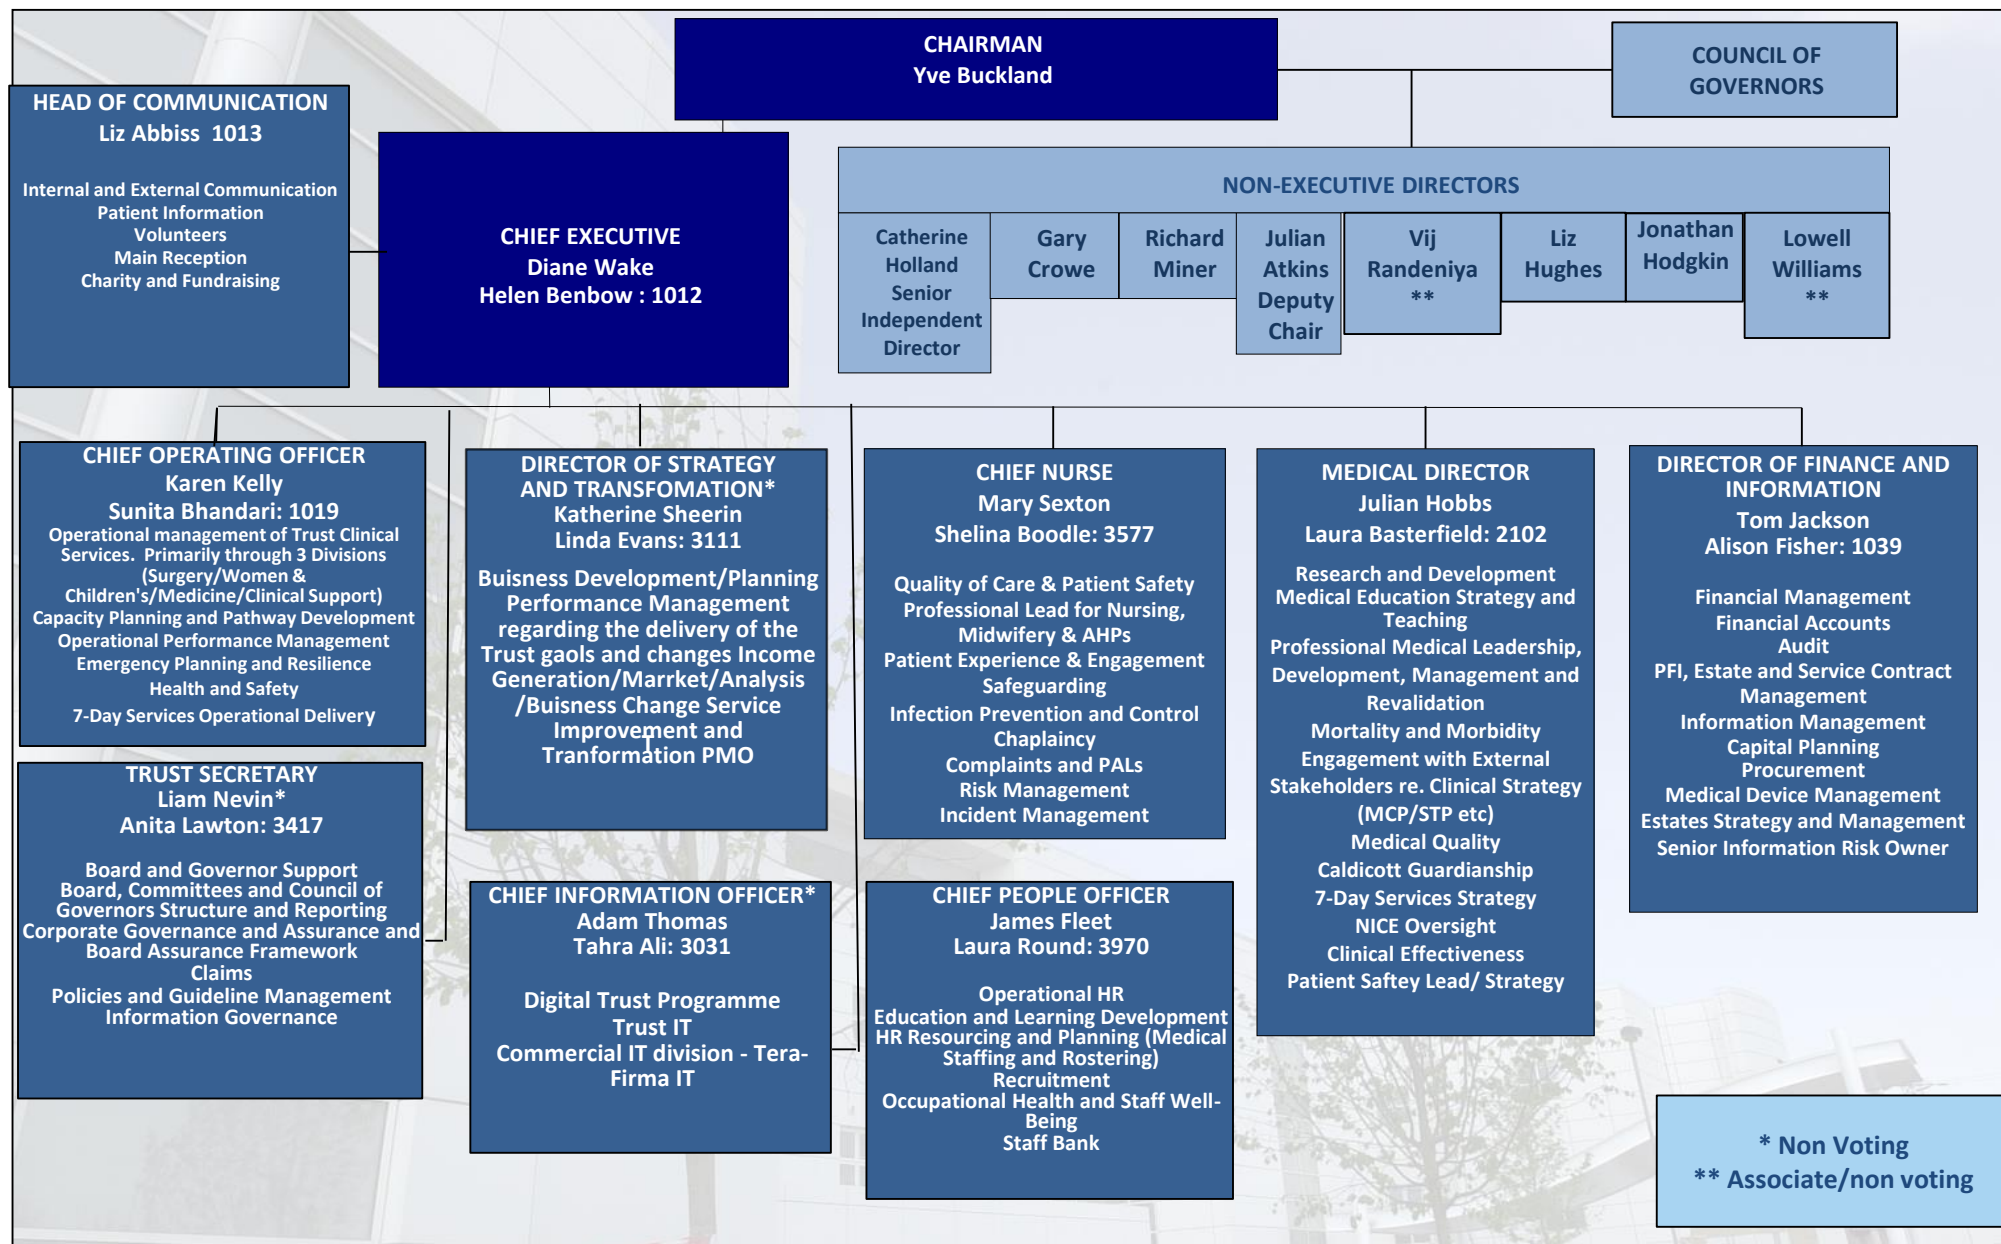 CHAIRMAN
Yve Buckland
COUNCIL OF
GOVERNORS
HEAD OF COMMUNICATION
Liz Abbiss 1013
Internal and External Communication
Patient Information
Volunteers
Main Reception
Charity and Fundraising
CHIEF EXECUTIVE
Diane Wake
Helen Benbow : 1012
NON-EXECUTIVE DIRECTORS
Catherine
Holland
Senior
Independent
Director
Gary
Crowe
Richard
Miner
Julian
Atkins
Deputy
Chair
Vij
Randeniya
**
Liz
Hughes
Jonathan
Hodgkin
Lowell
Williams
**
CHIEF OPERATING OFFICER
Karen Kelly
Sunita Bhandari: 1019
Operational management of Trust Clinical
Services. Primarily through 3 Divisions
(Surgery/Women &
Children's/Medicine/Clinical Support)
Capacity Planning and Pathway Development
Operational Performance Management
Emergency Planning and Resilience
Health and Safety
7-Day Services Operational Delivery
DIRECTOR OF STRATEGY
AND TRANSFOMATION*
Katherine Sheerin
Linda Evans: 3111
Buisness Development/Planning
Performance Management
regarding the delivery of the
Trust gaols and changes Income
Generation/Marrket/Analysis
/Buisness Change Service
Improvement and
Tranformation PMO
T
CHIEF NURSE
Mary Sexton
Shelina Boodle: 3577
Quality of Care & Patient Safety
Professional Lead for Nursing,
Midwifery & AHPs
Patient Experience & Engagement
Safeguarding
Infection Prevention and Control
Chaplaincy
Complaints and PALs
Risk Management
Incident Management
MEDICAL DIRECTOR
Julian Hobbs
Laura Basterfield: 2102
Research and Development
Medical Education Strategy and
Teaching
Professional Medical Leadership,
Development, Management and
Revalidation
Mortality and Morbidity
Engagement with External
Stakeholders re. Clinical Strategy
(MCP/STP etc)
Medical Quality
Caldicott Guardianship
7-Day Services Strategy
NICE Oversight
Clinical Effectiveness
Patient Saftey Lead/ Strategy
DIRECTOR OF FINANCE AND
INFORMATION
Tom Jackson
Alison Fisher: 1039
Financial Management
Financial Accounts
Audit
PFI, Estate and Service Contract
Management
Information Management
Capital Planning
Procurement
Medical Device Management
Estates Strategy and Management
Senior Information Risk Owner
TRUST SECRETARY
Liam Nevin*
Anita Lawton: 3417
Board and Governor Support
Board, Committees and Council of
Governors Structure and Reporting
Corporate Governance and Assurance and
Board Assurance Framework
Claims
Policies and Guideline Management
Information Governance
CHIEF INFORMATION OFFICER*
Adam Thomas
Tahra Ali: 3031
Digital Trust Programme
Trust IT
Commercial IT division - Tera-
Firma IT
CHIEF PEOPLE OFFICER
James Fleet
Laura Round: 3970
Operational HR
Education and Learning Development
HR Resourcing and Planning (Medical
Staffing and Rostering)
Recruitment
Occupational Health and Staff Well-
Being
Staff Bank
* Non Voting
** Associate/non voting